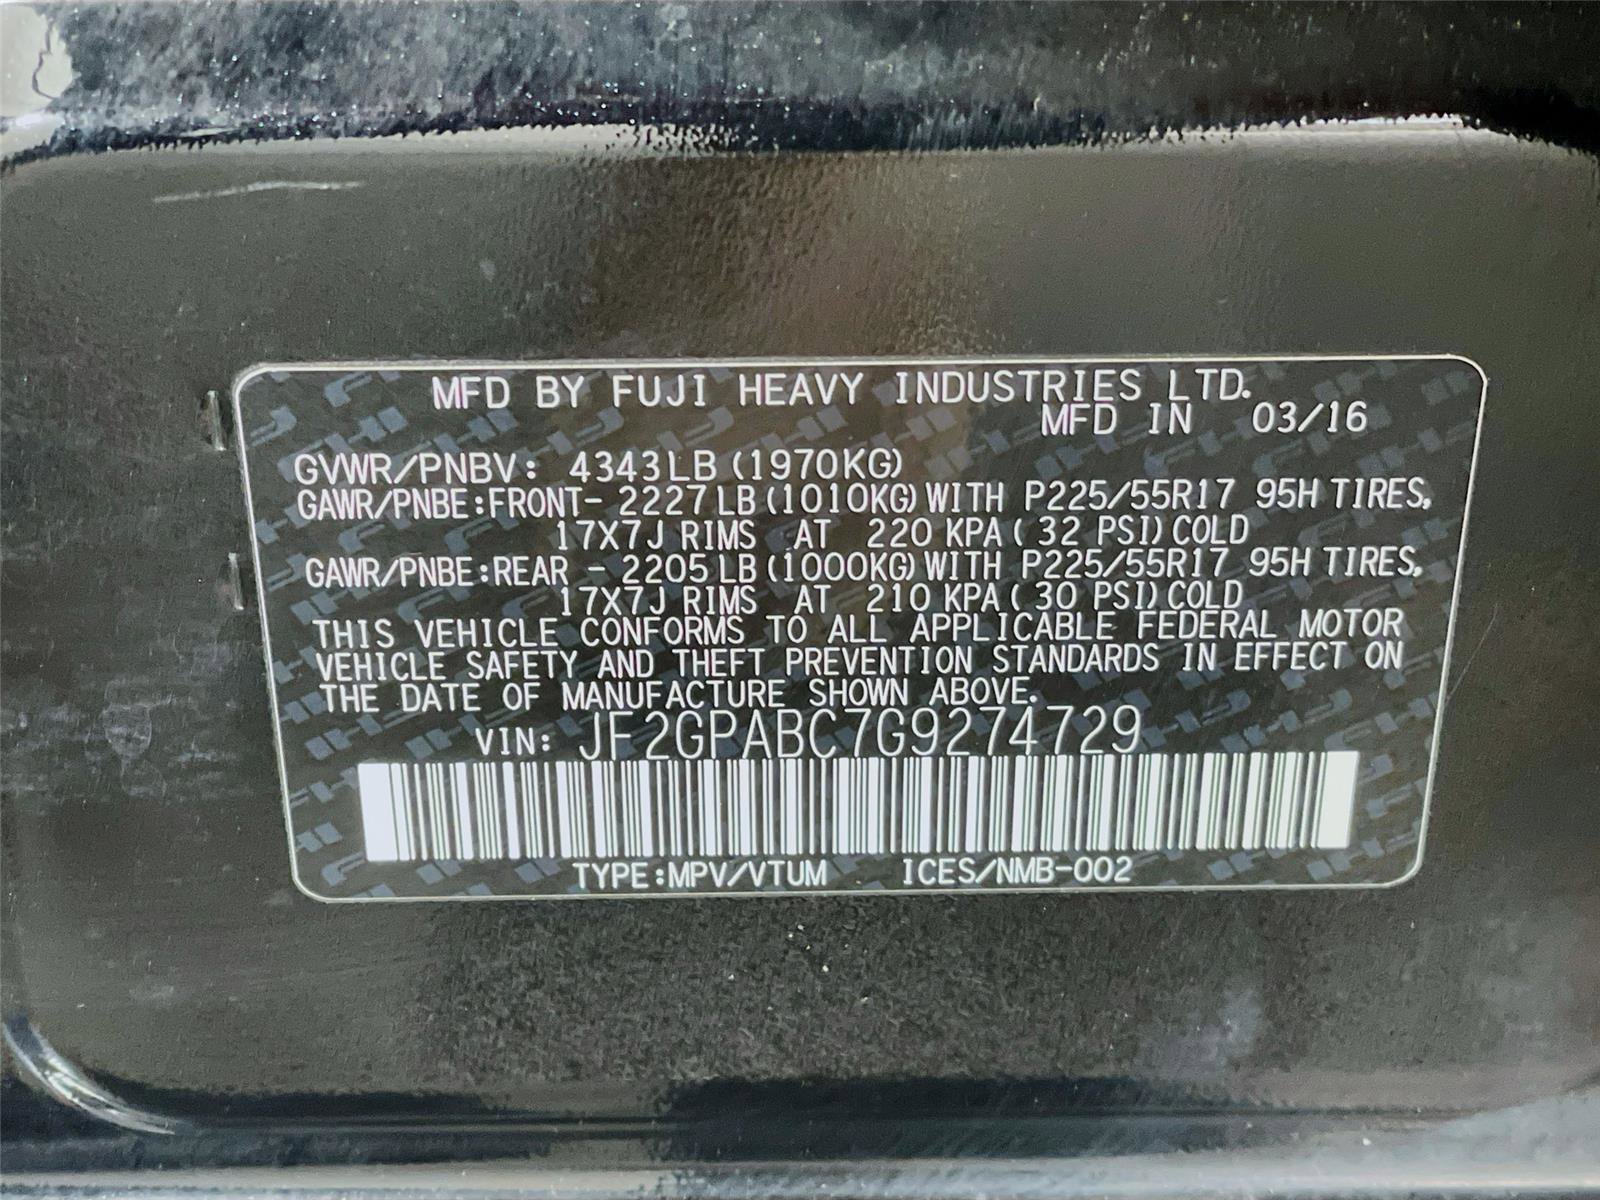 MFD BY FUJI HEAVY INDUSTRIES LTD.
MFD IN 03/16
GVWR/PNBV: 4343LB (1970KG)
GAWR/PNBE:FRONT- 2227LB (1010KG) WITH P225/55R17 95H TIRES,
17X7J RIMS AT 220 KPA ( 32 PSI) COLD
GAWR/PNBE:REAR - 2205LB (1000KG) WITH P225/55R17 95H TIRES,
17X7J RIMS AT 210 KPA ( 30 PSI) COLD
THIS VEHICLE CONFORMS TO ALL APPLICABLE FEDERAL MOTOR
VEHICLE SAFETY AND THEFT PREVENTION STANDARDS IN EFFECT ON
THE DATE OF MANUFACTURE SHOWN ABOVE.
VIN: JF2GPABC7G9274729
TYPE:MPV/VTUM ICES/NMB-002